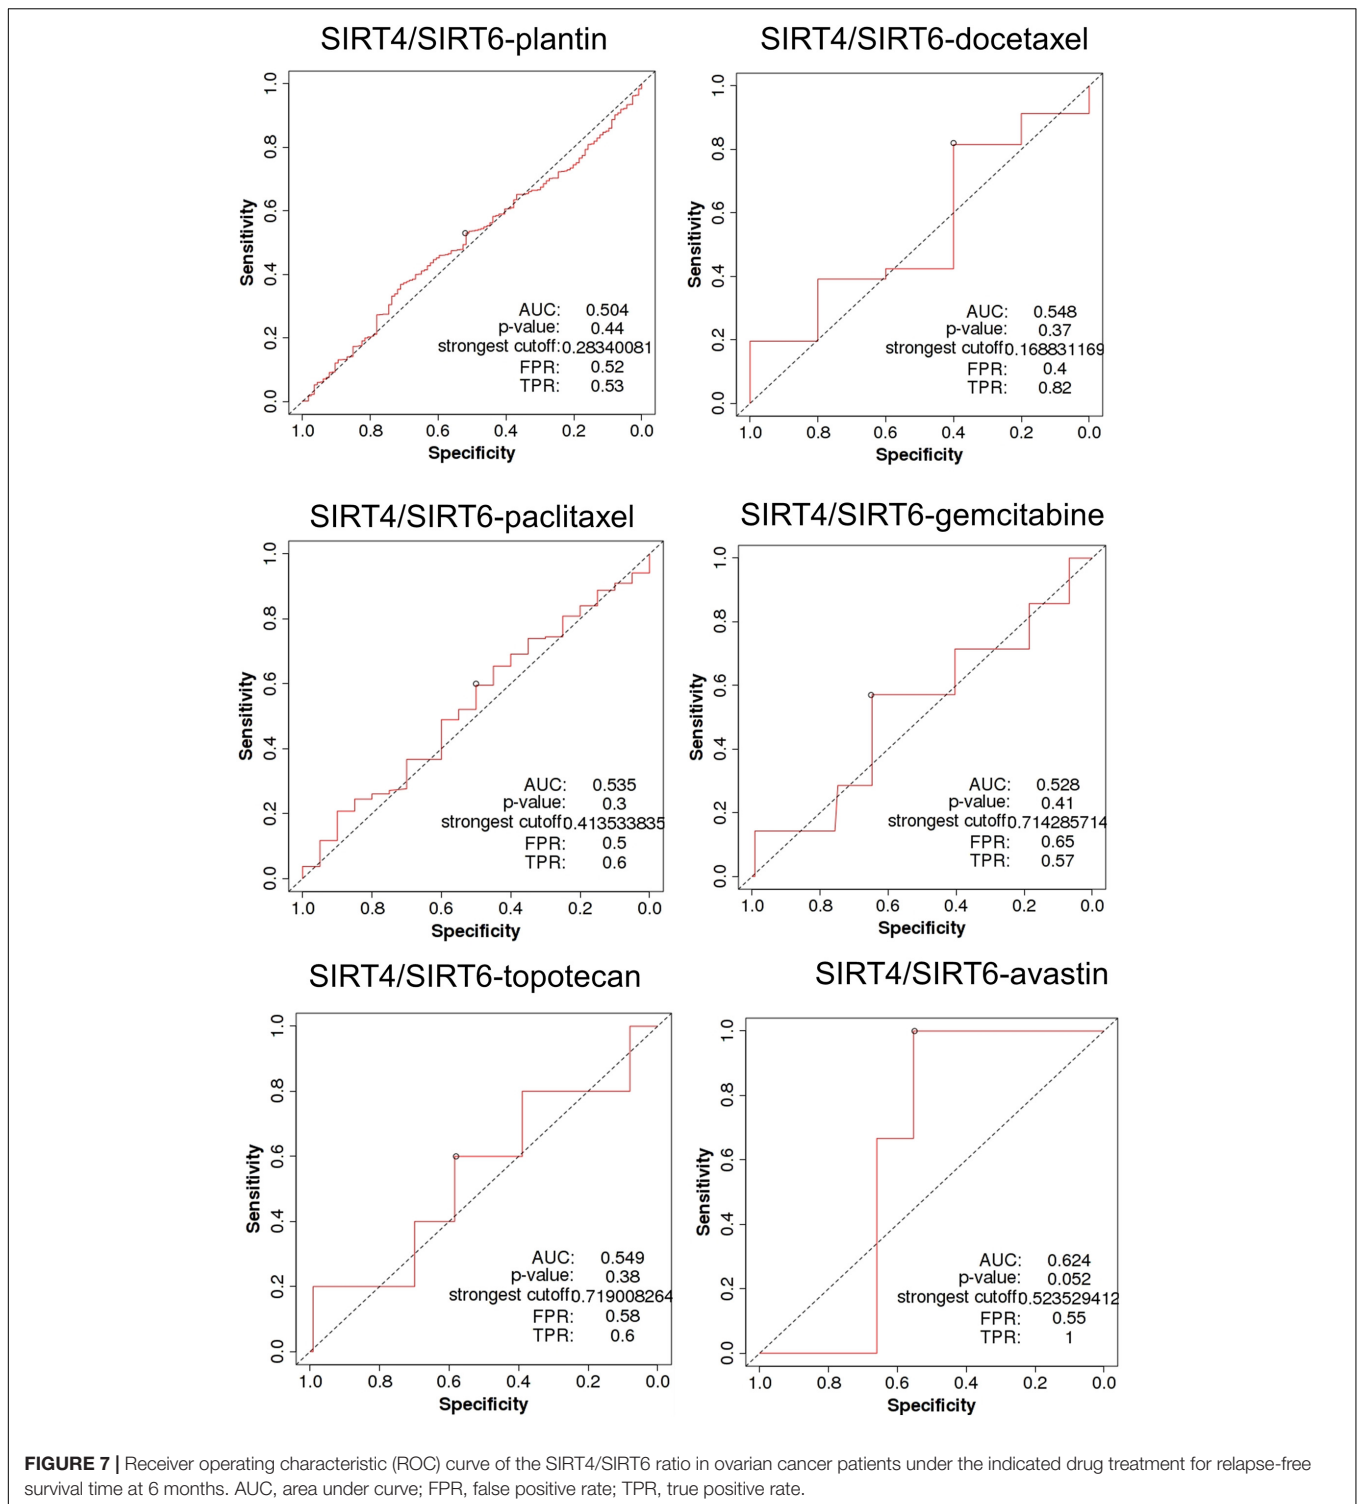 SIRT4/SIRT6-plantin
SIRT4/SIRT6-docetaxel
1.0
0.8
0.6
0.4
0.2
0.0
Sensitivity
AUC: 0.504
p-value: 0.44
strongest cutoff: 0.28340081
FPR: 0.52
TPR: 0.53
1.0 0.8 0.6 0.4 0.2 0.0
Specificity
1.0
0.8
0.6
0.4
0.2
0.0
Sensitivity
AUC: 0.548
p-value: 0.37
strongest cutoff: 0.168831169
FPR: 0.4
TPR: 0.82
1.0 0.8 0.6 0.4 0.2 0.0
Specificity
SIRT4/SIRT6-paclitaxel
SIRT4/SIRT6-gemcitabine
1.0
0.8
0.6
0.4
0.2
0.0
Sensitivity
AUC: 0.535
p-value: 0.3
strongest cutoff: 0.413533835
FPR: 0.5
TPR: 0.6
1.0 0.8 0.6 0.4 0.2 0.0
Specificity
1.0
0.8
0.6
0.4
0.2
0.0
Sensitivity
AUC: 0.528
p-value: 0.41
strongest cutoff: 0.714285714
FPR: 0.65
TPR: 0.57
1.0 0.8 0.6 0.4 0.2 0.0
Specificity
SIRT4/SIRT6-topotecan
SIRT4/SIRT6-avastin
1.0
0.8
0.6
0.4
0.2
0.0
Sensitivity
AUC: 0.549
p-value: 0.38
strongest cutoff: 0.719008264
FPR: 0.58
TPR: 0.6
1.0 0.8 0.6 0.4 0.2 0.0
Specificity
1.0
0.8
0.6
0.4
0.2
0.0
Sensitivity
AUC: 0.624
p-value: 0.052
strongest cutoff: 0.523529412
FPR: 0.55
TPR: 1
1.0 0.8 0.6 0.4 0.2 0.0
Specificity
FIGURE 7 | Receiver operating characteristic (ROC) curve of the SIRT4/SIRT6 ratio in ovarian cancer patients under the indicated drug treatment for relapse-free
survival time at 6 months. AUC, area under curve; FPR, false positive rate; TPR, true positive rate.